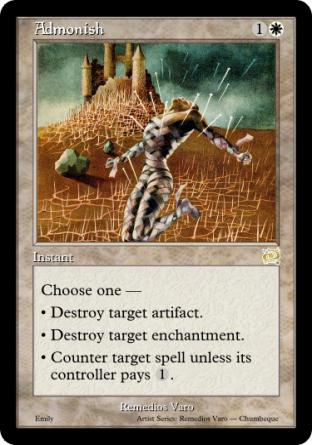 Admonish 1
Instant
Choose one —
• Destroy target artifact.
• Destroy target enchantment.
• Counter target spell unless its
controller pays 1.
Remedios Varo
Emily Artist Series: Remedios Varo — Chumbeque